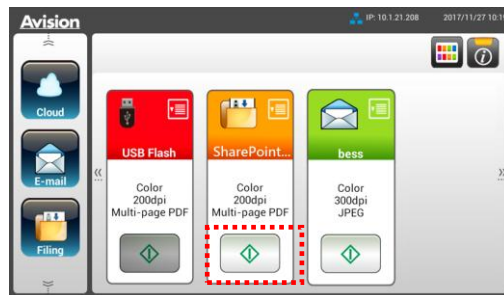 Avision
IP: 10.1.21.208
2017/11/27 10:19
Cloud
E-mail
Filing
USB Flash
Color
200dpi
Multi-page PDF
SharePoint...
Color
200dpi
Multi-page PDF
bess
Color
300dpi
JPEG